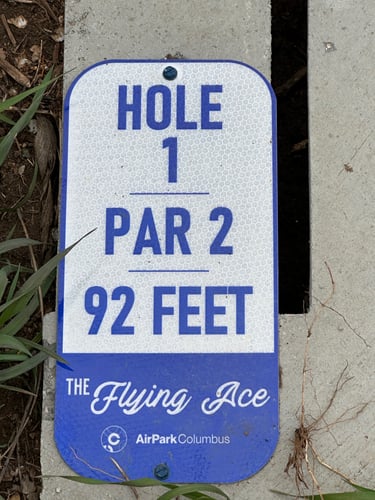 HOLE
1
PAR 2
92 FEET
THE Flying Ace
C AirPark Columbus